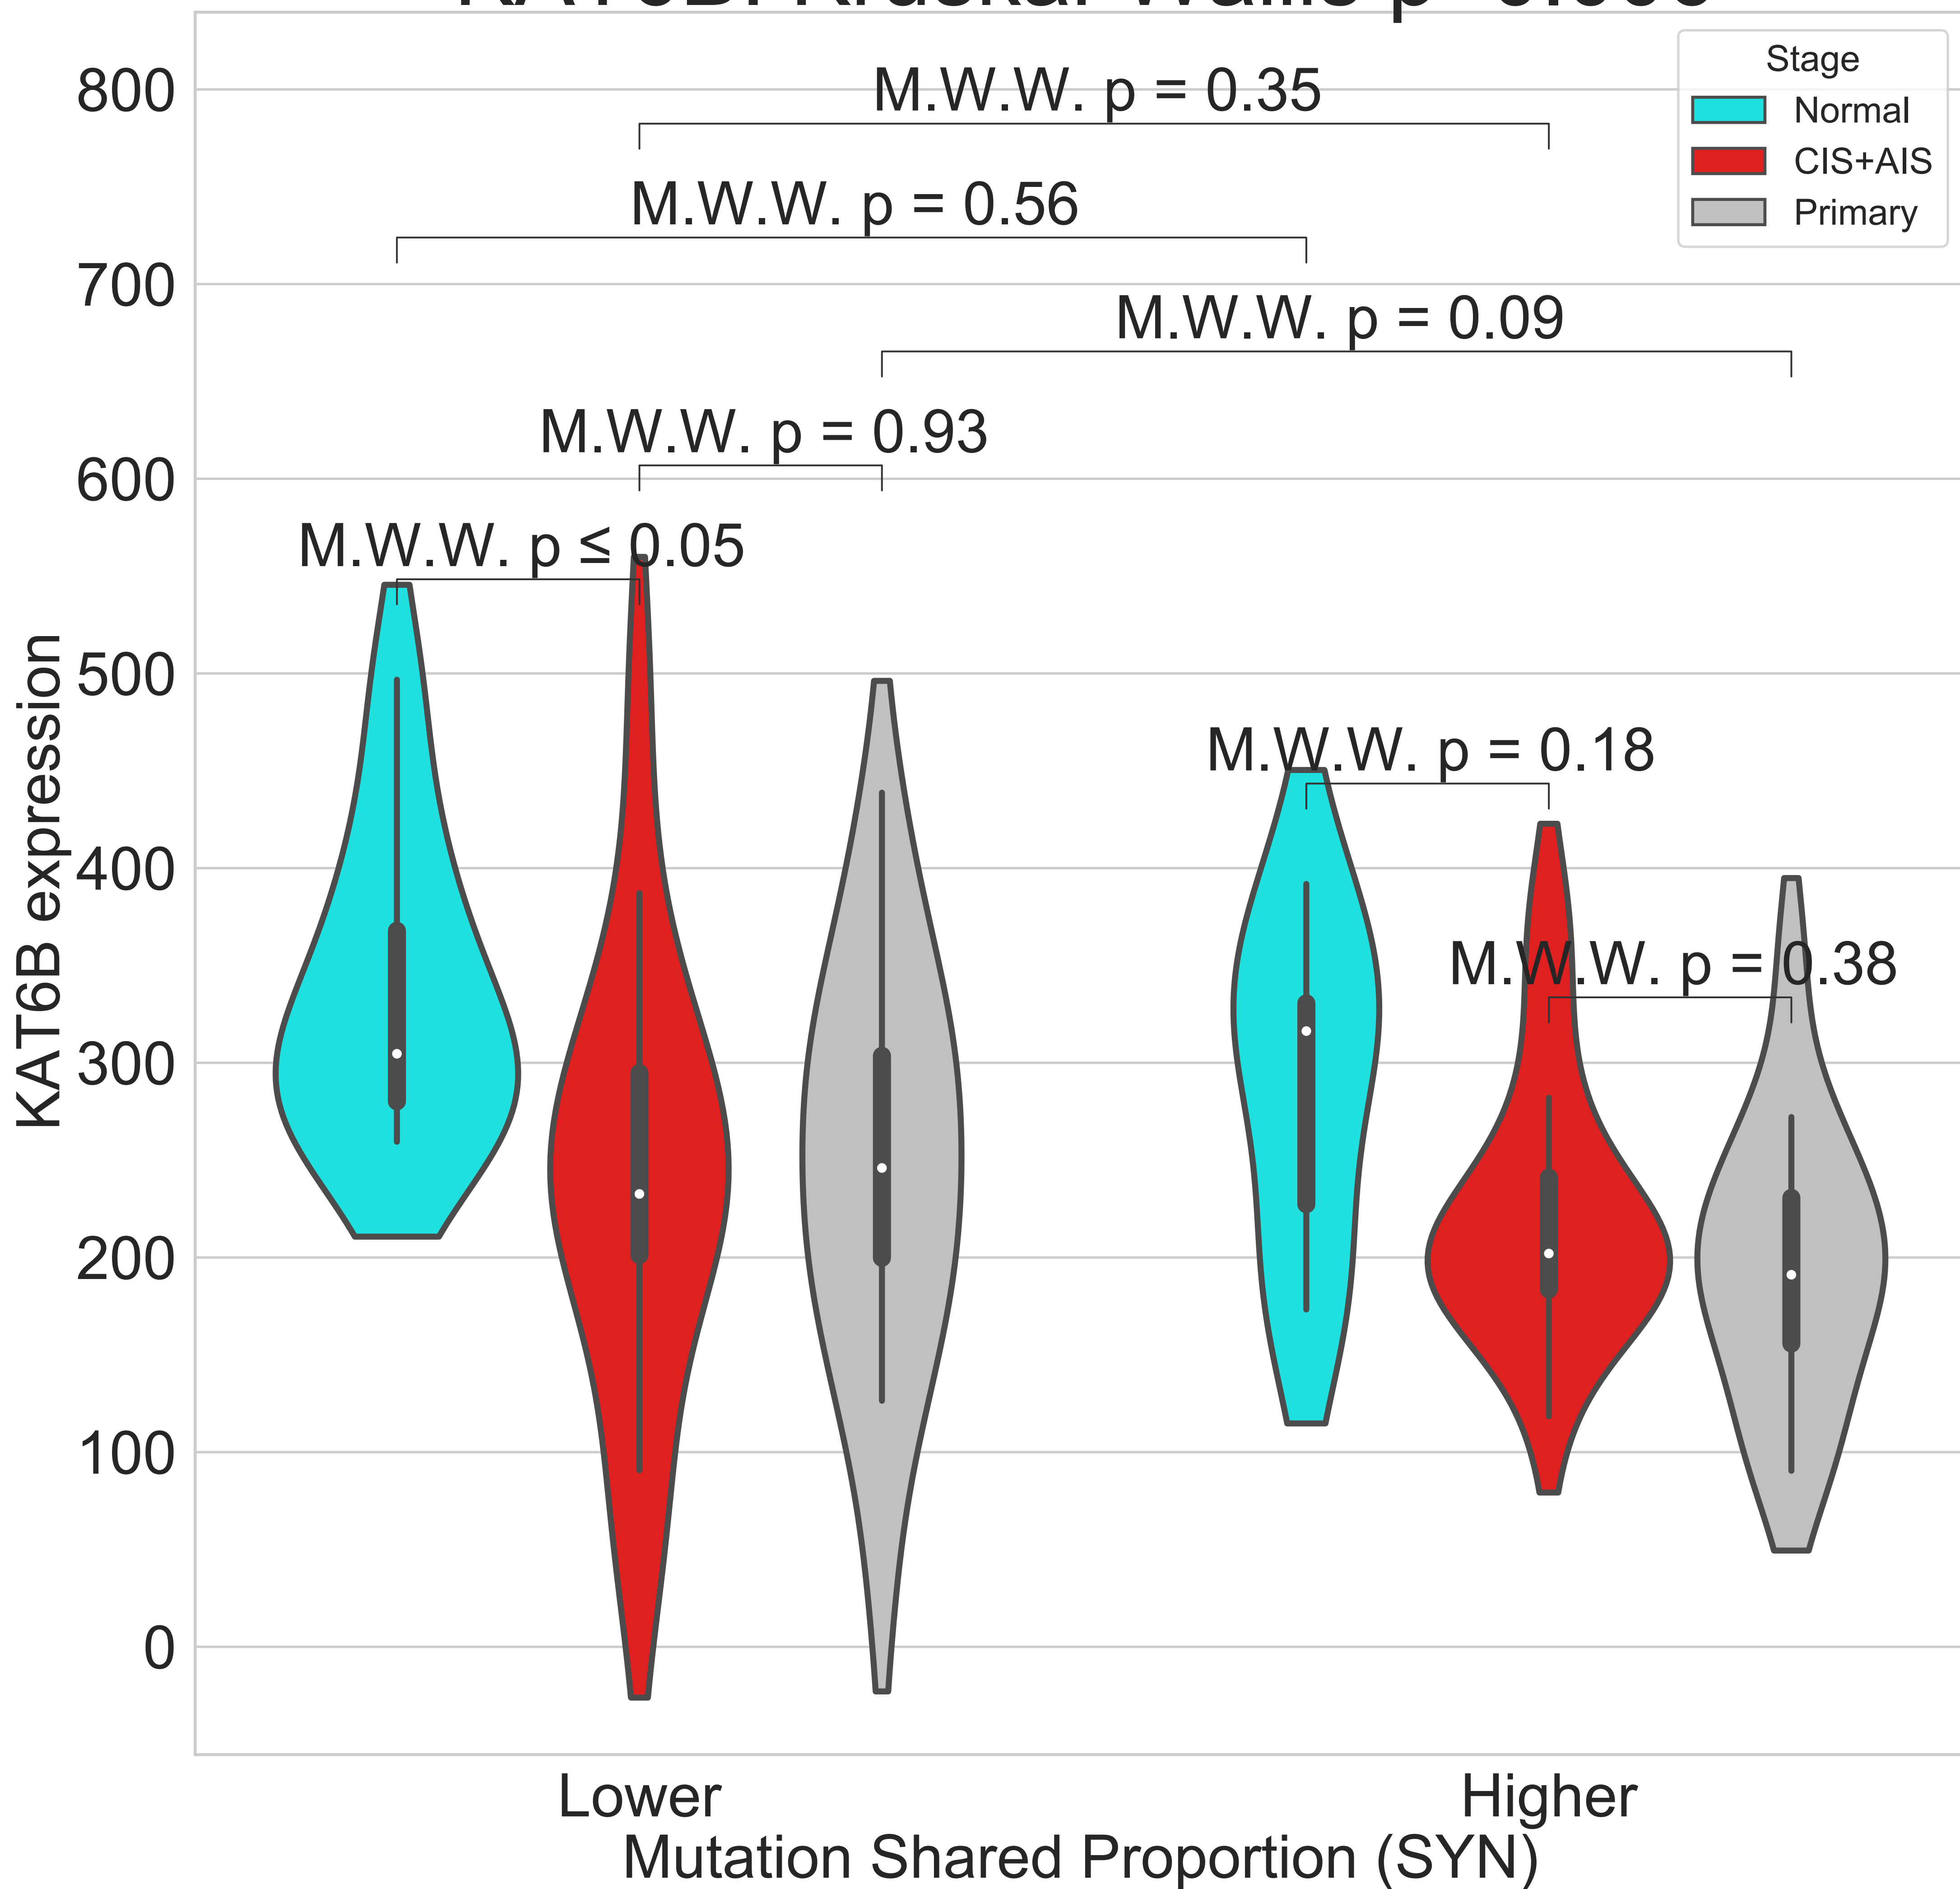 Stage
Normal
CIS+AIS
Primary
800
700
600
500
400
300
200
100
0
KAT6B expression
M.W.W. p = 0.35
M.W.W. p = 0.56
M.W.W. p = 0.09
M.W.W. p = 0.93
M.W.W. p ≤ 0.05
M.W.W. p = 0.18
M.W.W. p = 0.38
Lower
Higher
Mutation Shared Proportion (SYN)